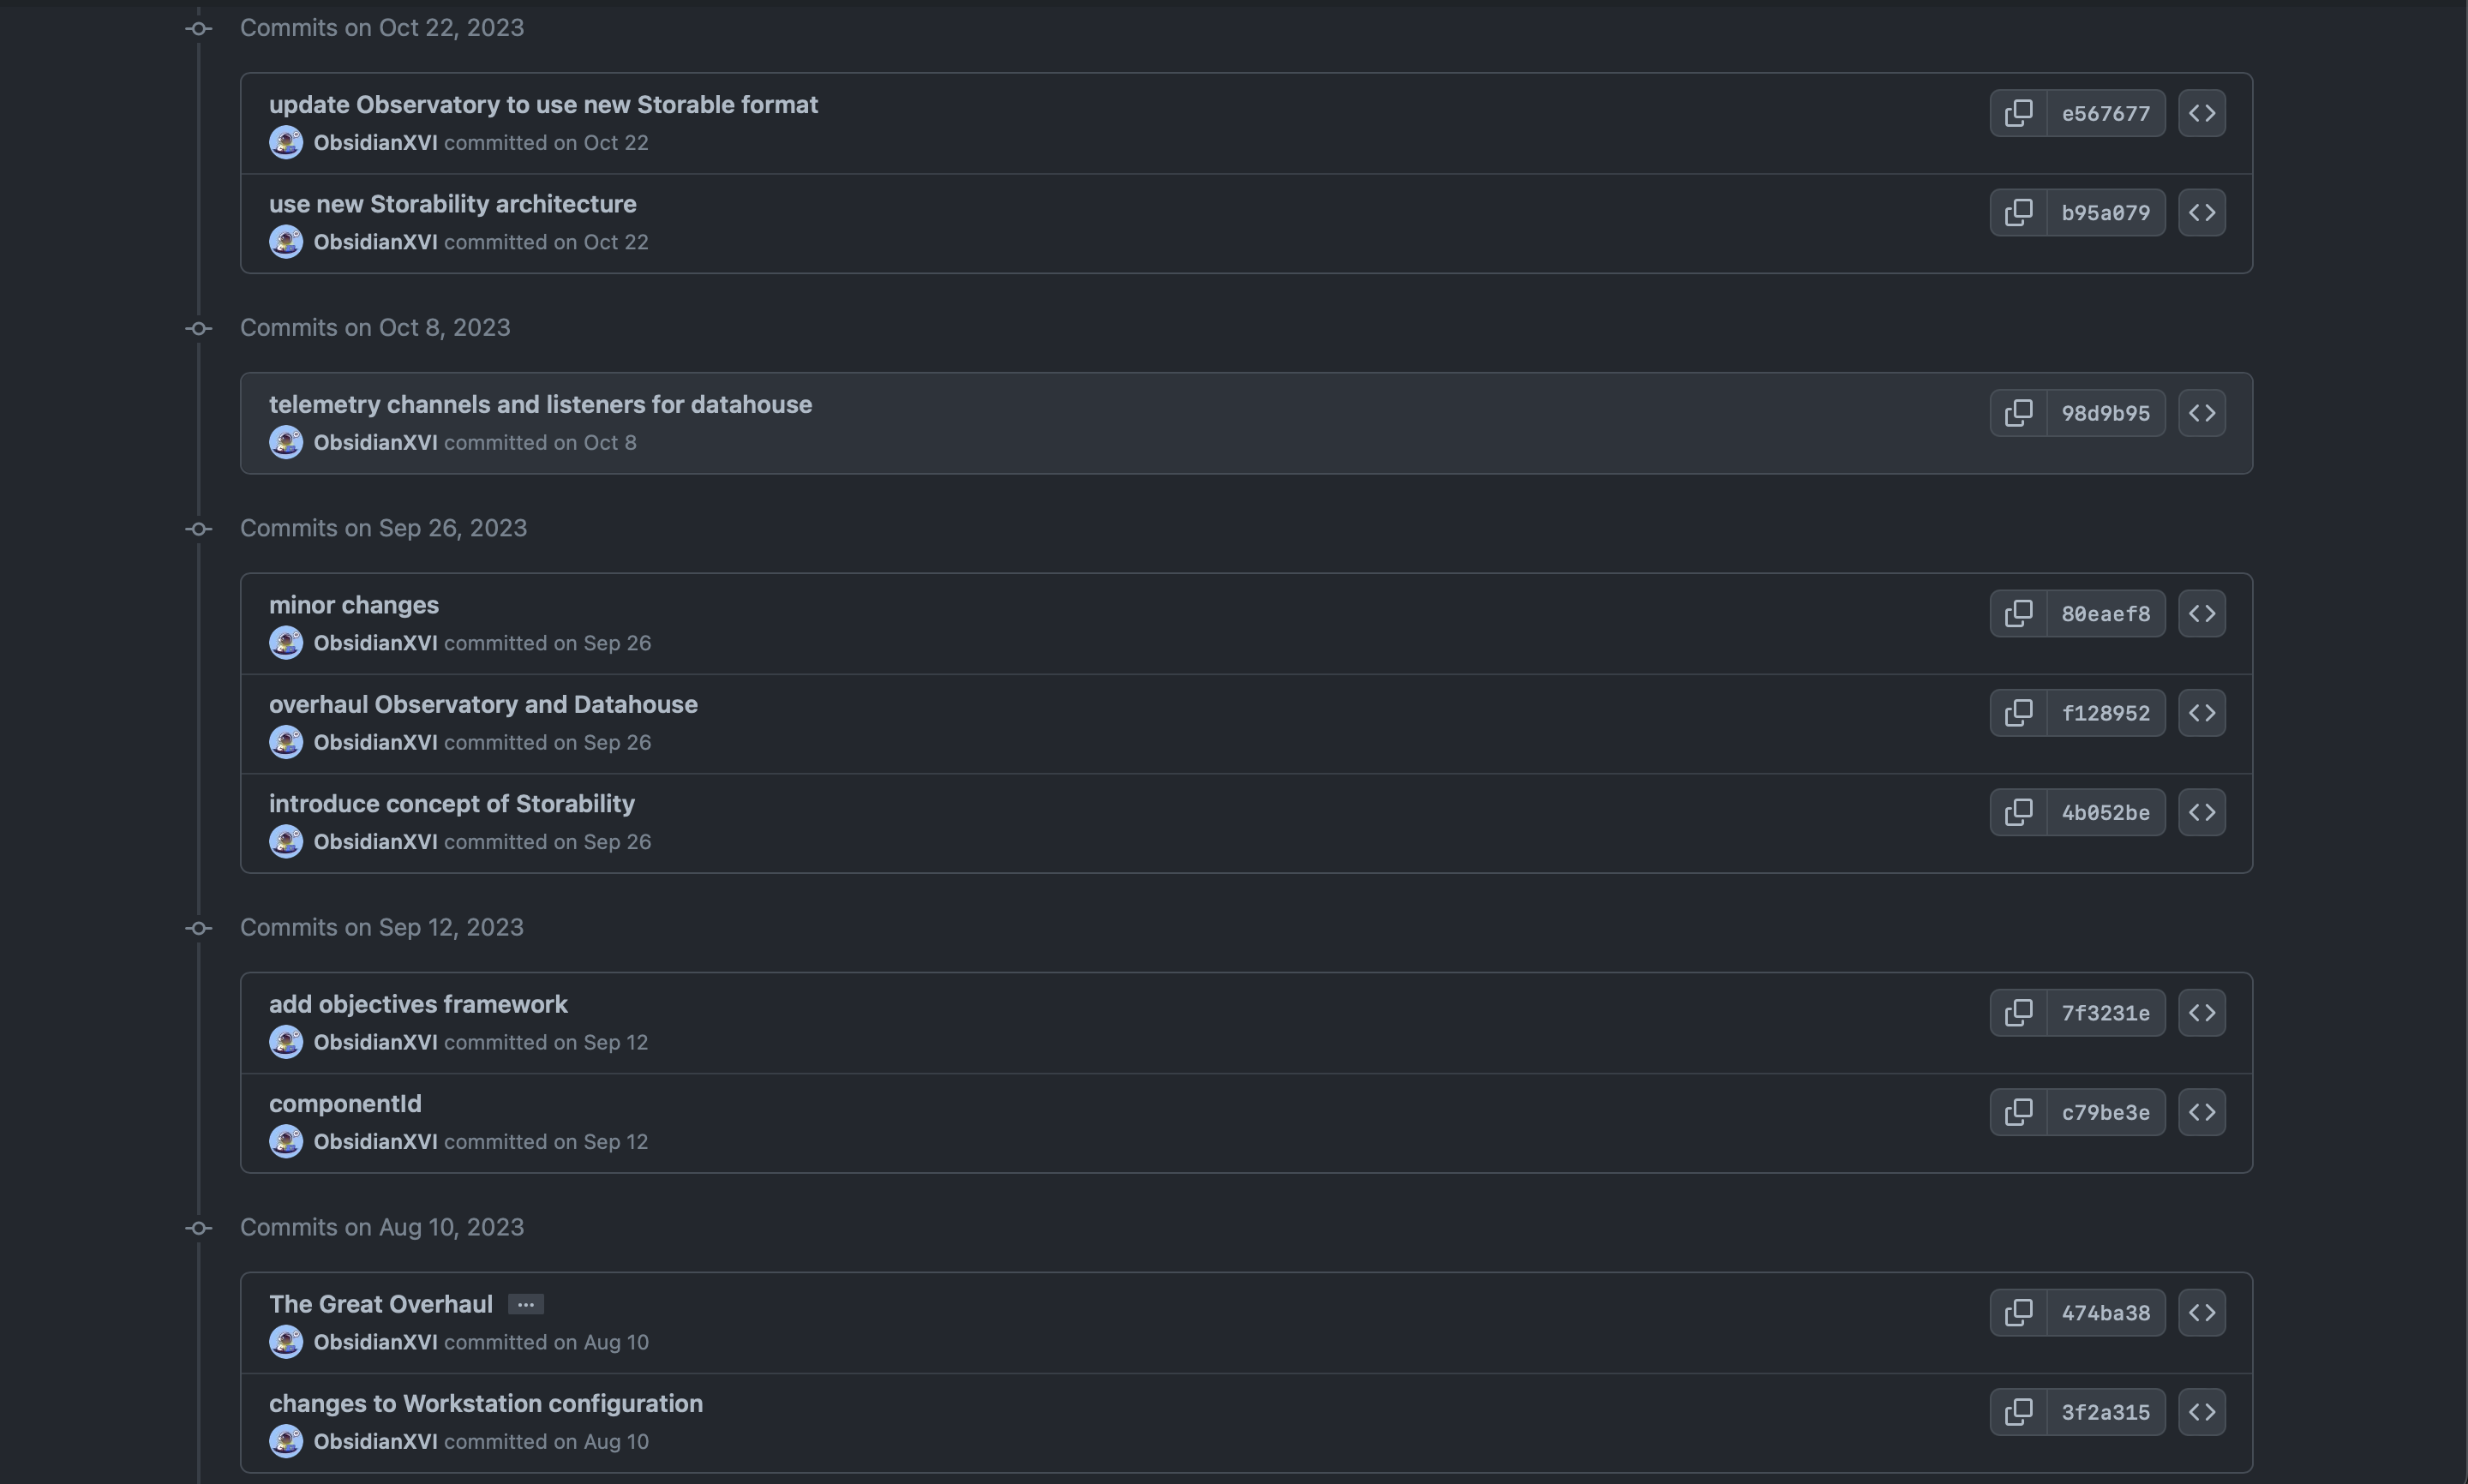 Commits on Oct 22, 2023
update Observatory to use new Storable format
e567677
ObsidianXVI committed on Oct 22
use new Storability architecture
b95a079
ObsidianXVI committed on Oct 22
Commits on Oct 8, 2023
telemetry channels and listeners for datahouse
98d9b95
ObsidianXVI committed on Oct 8
Commits on Sep 26, 2023
minor changes
80eaef8
ObsidianXVI committed on Sep 26
overhaul Observatory and Datahouse
f128952
ObsidianXVI committed on Sep 26
introduce concept of Storability
4b052be
ObsidianXVI committed on Sep 26
Commits on Sep 12, 2023
add objectives framework
7f3231e
ObsidianXVI committed on Sep 12
componentId
c79be3e
ObsidianXVI committed on Sep 12
Commits on Aug 10, 2023
The Great Overhaul ...
474ba38
ObsidianXVI committed on Aug 10
changes to Workstation configuration
3f2a315
ObsidianXVI committed on Aug 10